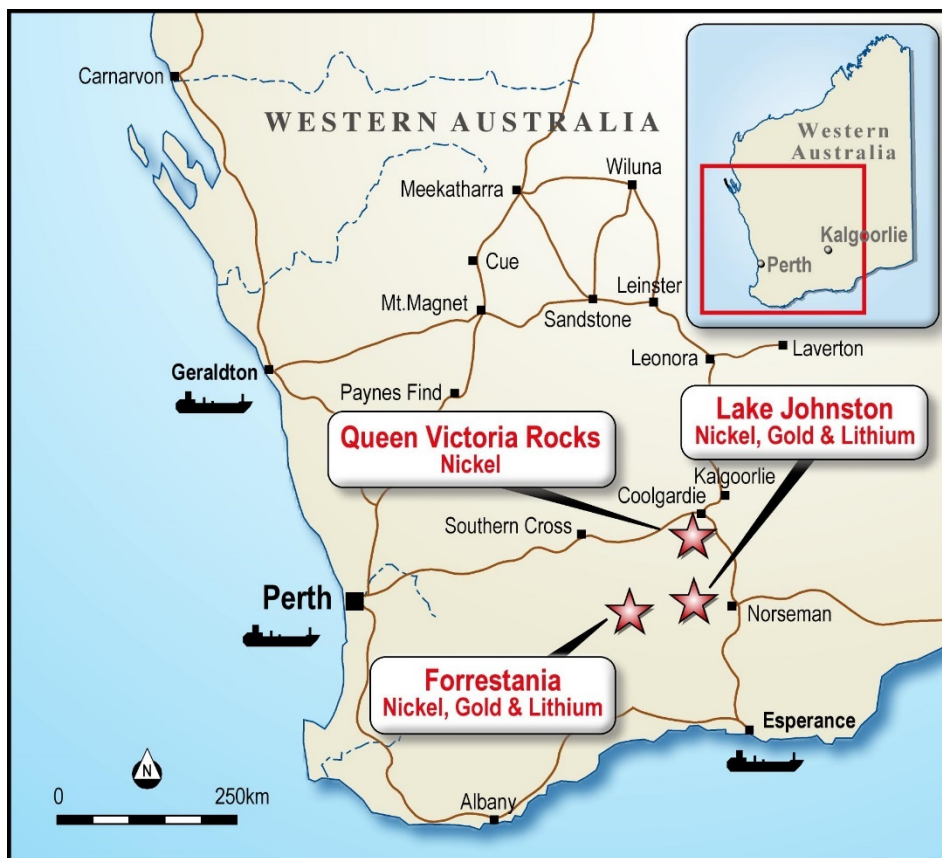 Carnarvon
WESTERN AUSTRALIA
Western
Australia
Kalgoorlie
Perth
Wiluna
Meekatharra
Cue
Leinster
Mt.Magnet
Sandstone
Laverton
Leonora
Geraldton
Paynes Find
Queen Victoria Rocks
Nickel
Lake Johnston
Nickel, Gold & Lithium
Kalgoorlie
Coolgardie
Southern Cross
Perth
Norseman
Forrestania
Nickel, Gold & Lithium
Esperance
N
0 250km
Albany